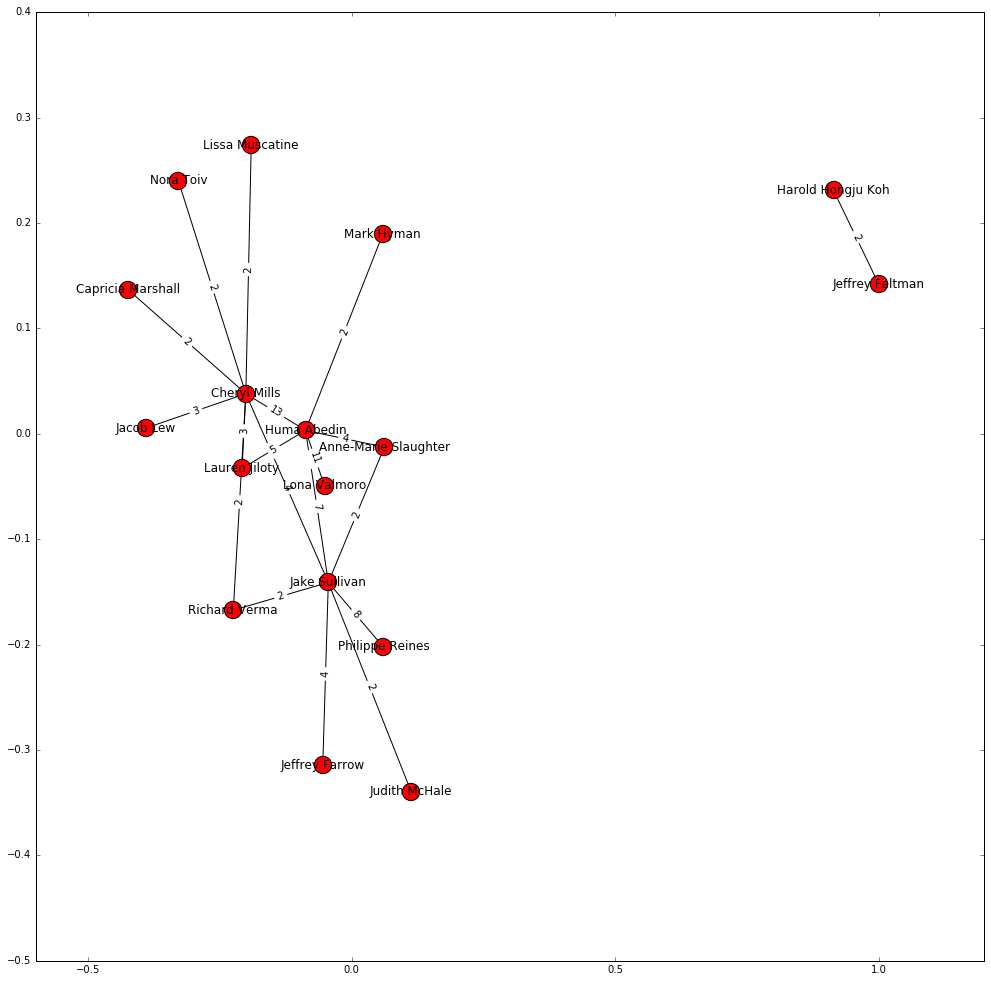 0.4
0.3
Lissa Muscatine
Nora Toiv
Harold Hongju Koh
0.2
Mark Hyman
2
2
Jeffrey Feltman
Capricia Marshall
2
2
0.1
2
2
Cheryl Mills
13
3
Jacob Lew
0.0
3
Huma Abedin
4
Anne-Marie Slaughter
5
11
Lauren Jiloty
Lona Valmoro
2
7
2
−0.1
Jake Sullivan
2
Richard Verma
8
−0.2
Philippe Reines
4
2
−0.3
Jeffrey Farrow
Judith McHale
−0.4
−0.5
−0.5
0.0
0.5
1.0